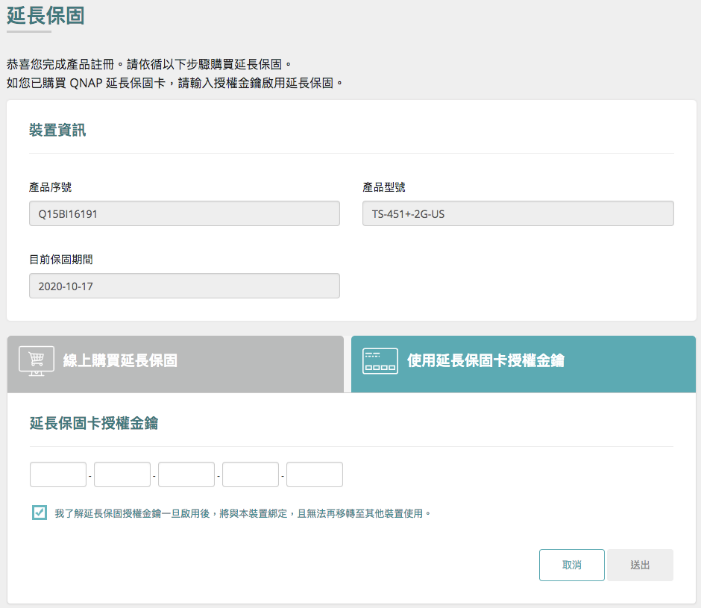 延長保固
恭喜您完成產品註冊。請依循以下步驟購買延長保固。
如您已購買 QNAP 延長保固卡，請輸入授權金鑰啟用延長保固。
裝置資訊
產品序號
產品型號
Q15BI16191
TS-451+-2G-US
目前保固期間
2020-10-17
線上購買延長保固
使用延長保固卡授權金鑰
延長保固卡授權金鑰
- - - -
我了解延長保固授權金鑰一旦啟用後，將與本裝置綁定，且無法再移轉至其他裝置使用。
取消
送出